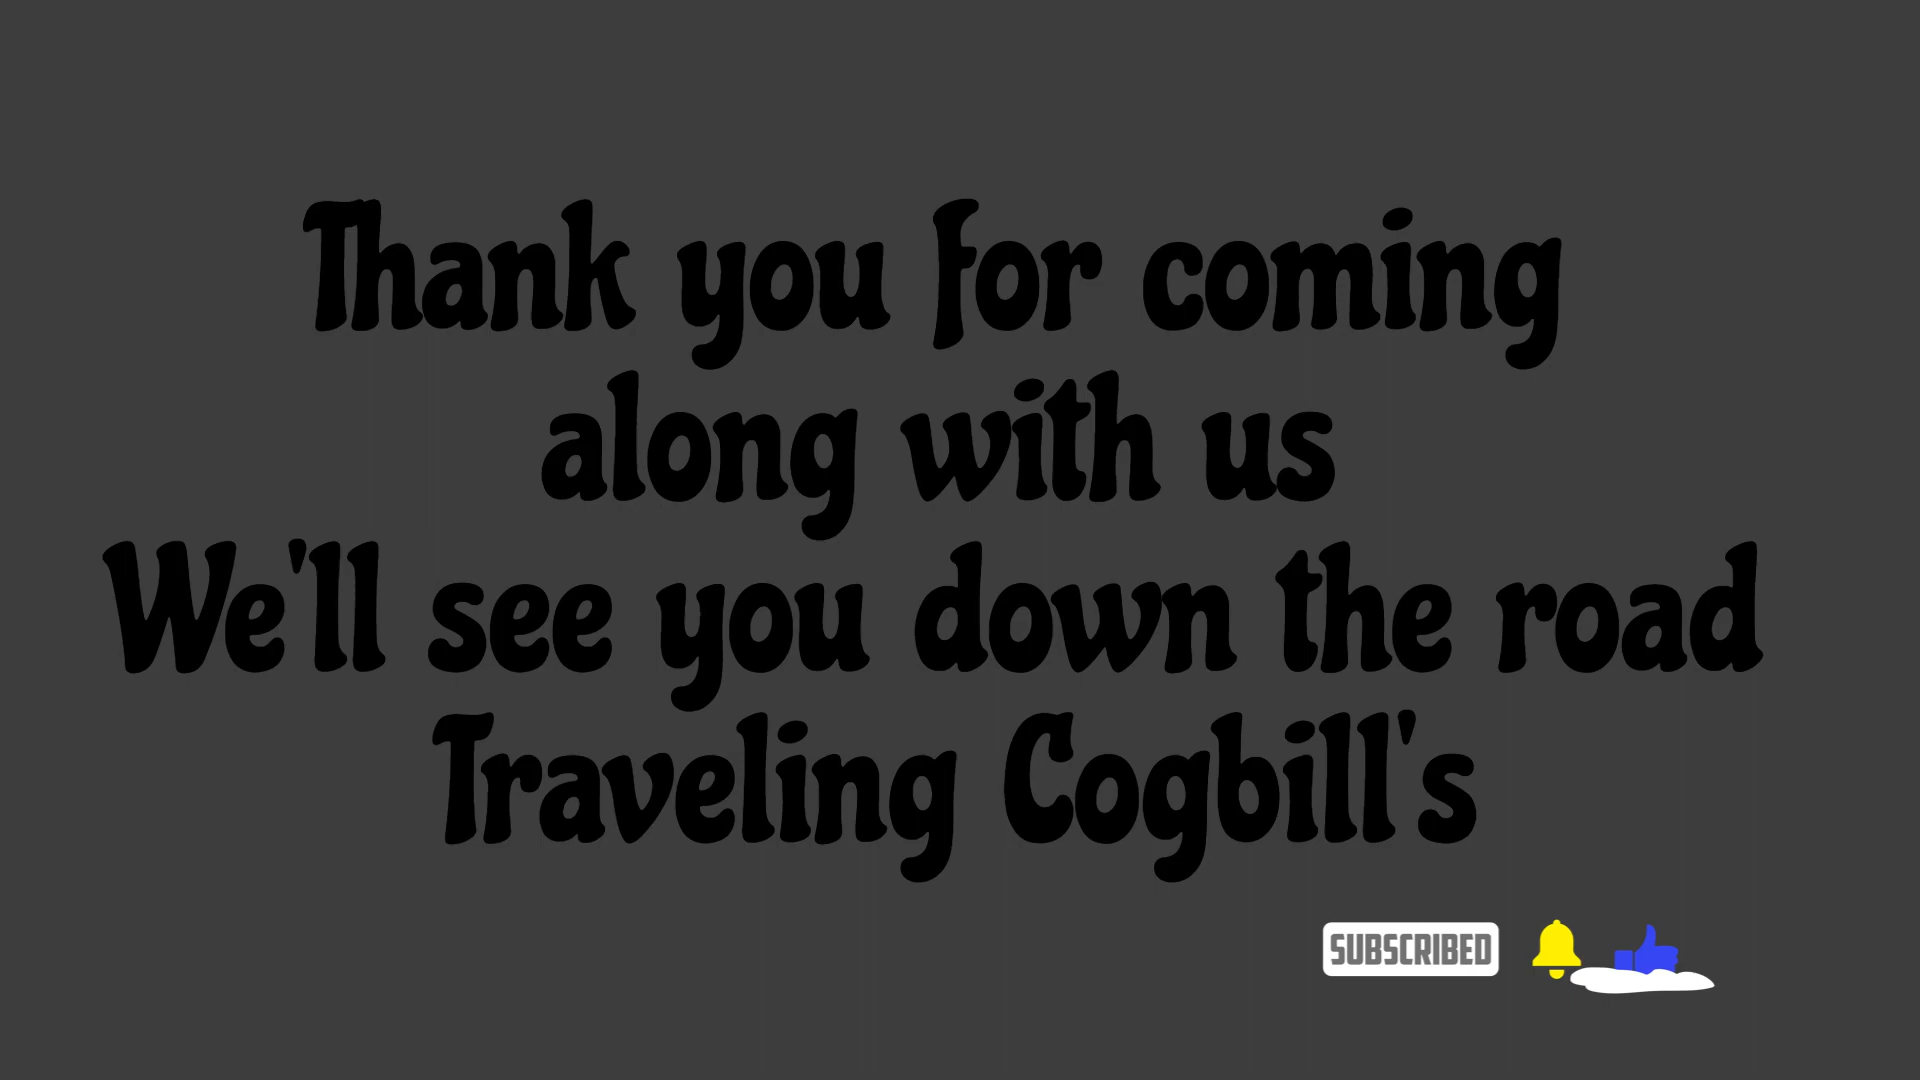 Thank you for coming
along with us
We'll see you down the road
Traveling Cogbill's
SUBSCRIBED